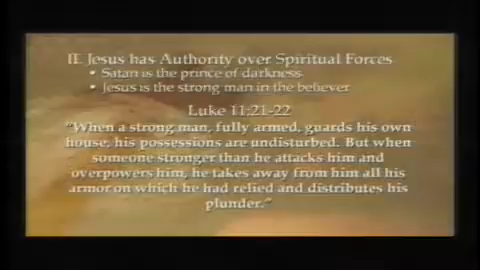 II. Jesus has Authority over Spiritual Forces
• Satan is the prince of darkness
• Jesus is the strong man in the believer
Luke 11:21-22
“When a strong man, fully armed, guards his own
house, his possessions are undisturbed. But when
someone stronger than he attacks him and
overpowers him, he takes away from him all his
armor on which he had relied and distributes his
plunder.”